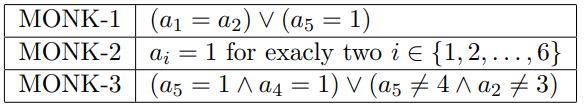 MONK-1 (a₁ = a₂) ∨ (a₅ = 1)
MONK-2 aᵢ = 1 for exacly two i ∈ {1, 2, . . . , 6}
MONK-3 (a₅ = 1 ∧ a₄ = 1) ∨ (a₅ ≠ 4 ∧ a₂ ≠ 3)